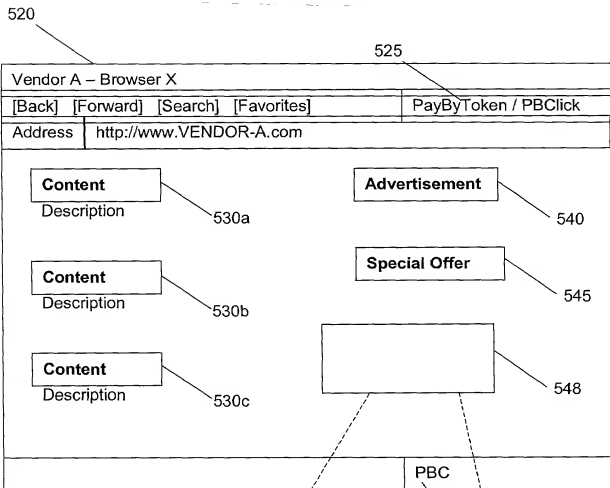 520
525
Vendor A – Browser X
[Back] [Forward] [Search] [Favorites] PayByToken / PBClick
Address http://www.VENDOR-A.com
Content
Description
530a
Advertisement
540
Content
Description
530b
Special Offer
545
Content
Description
530c
548
PBC